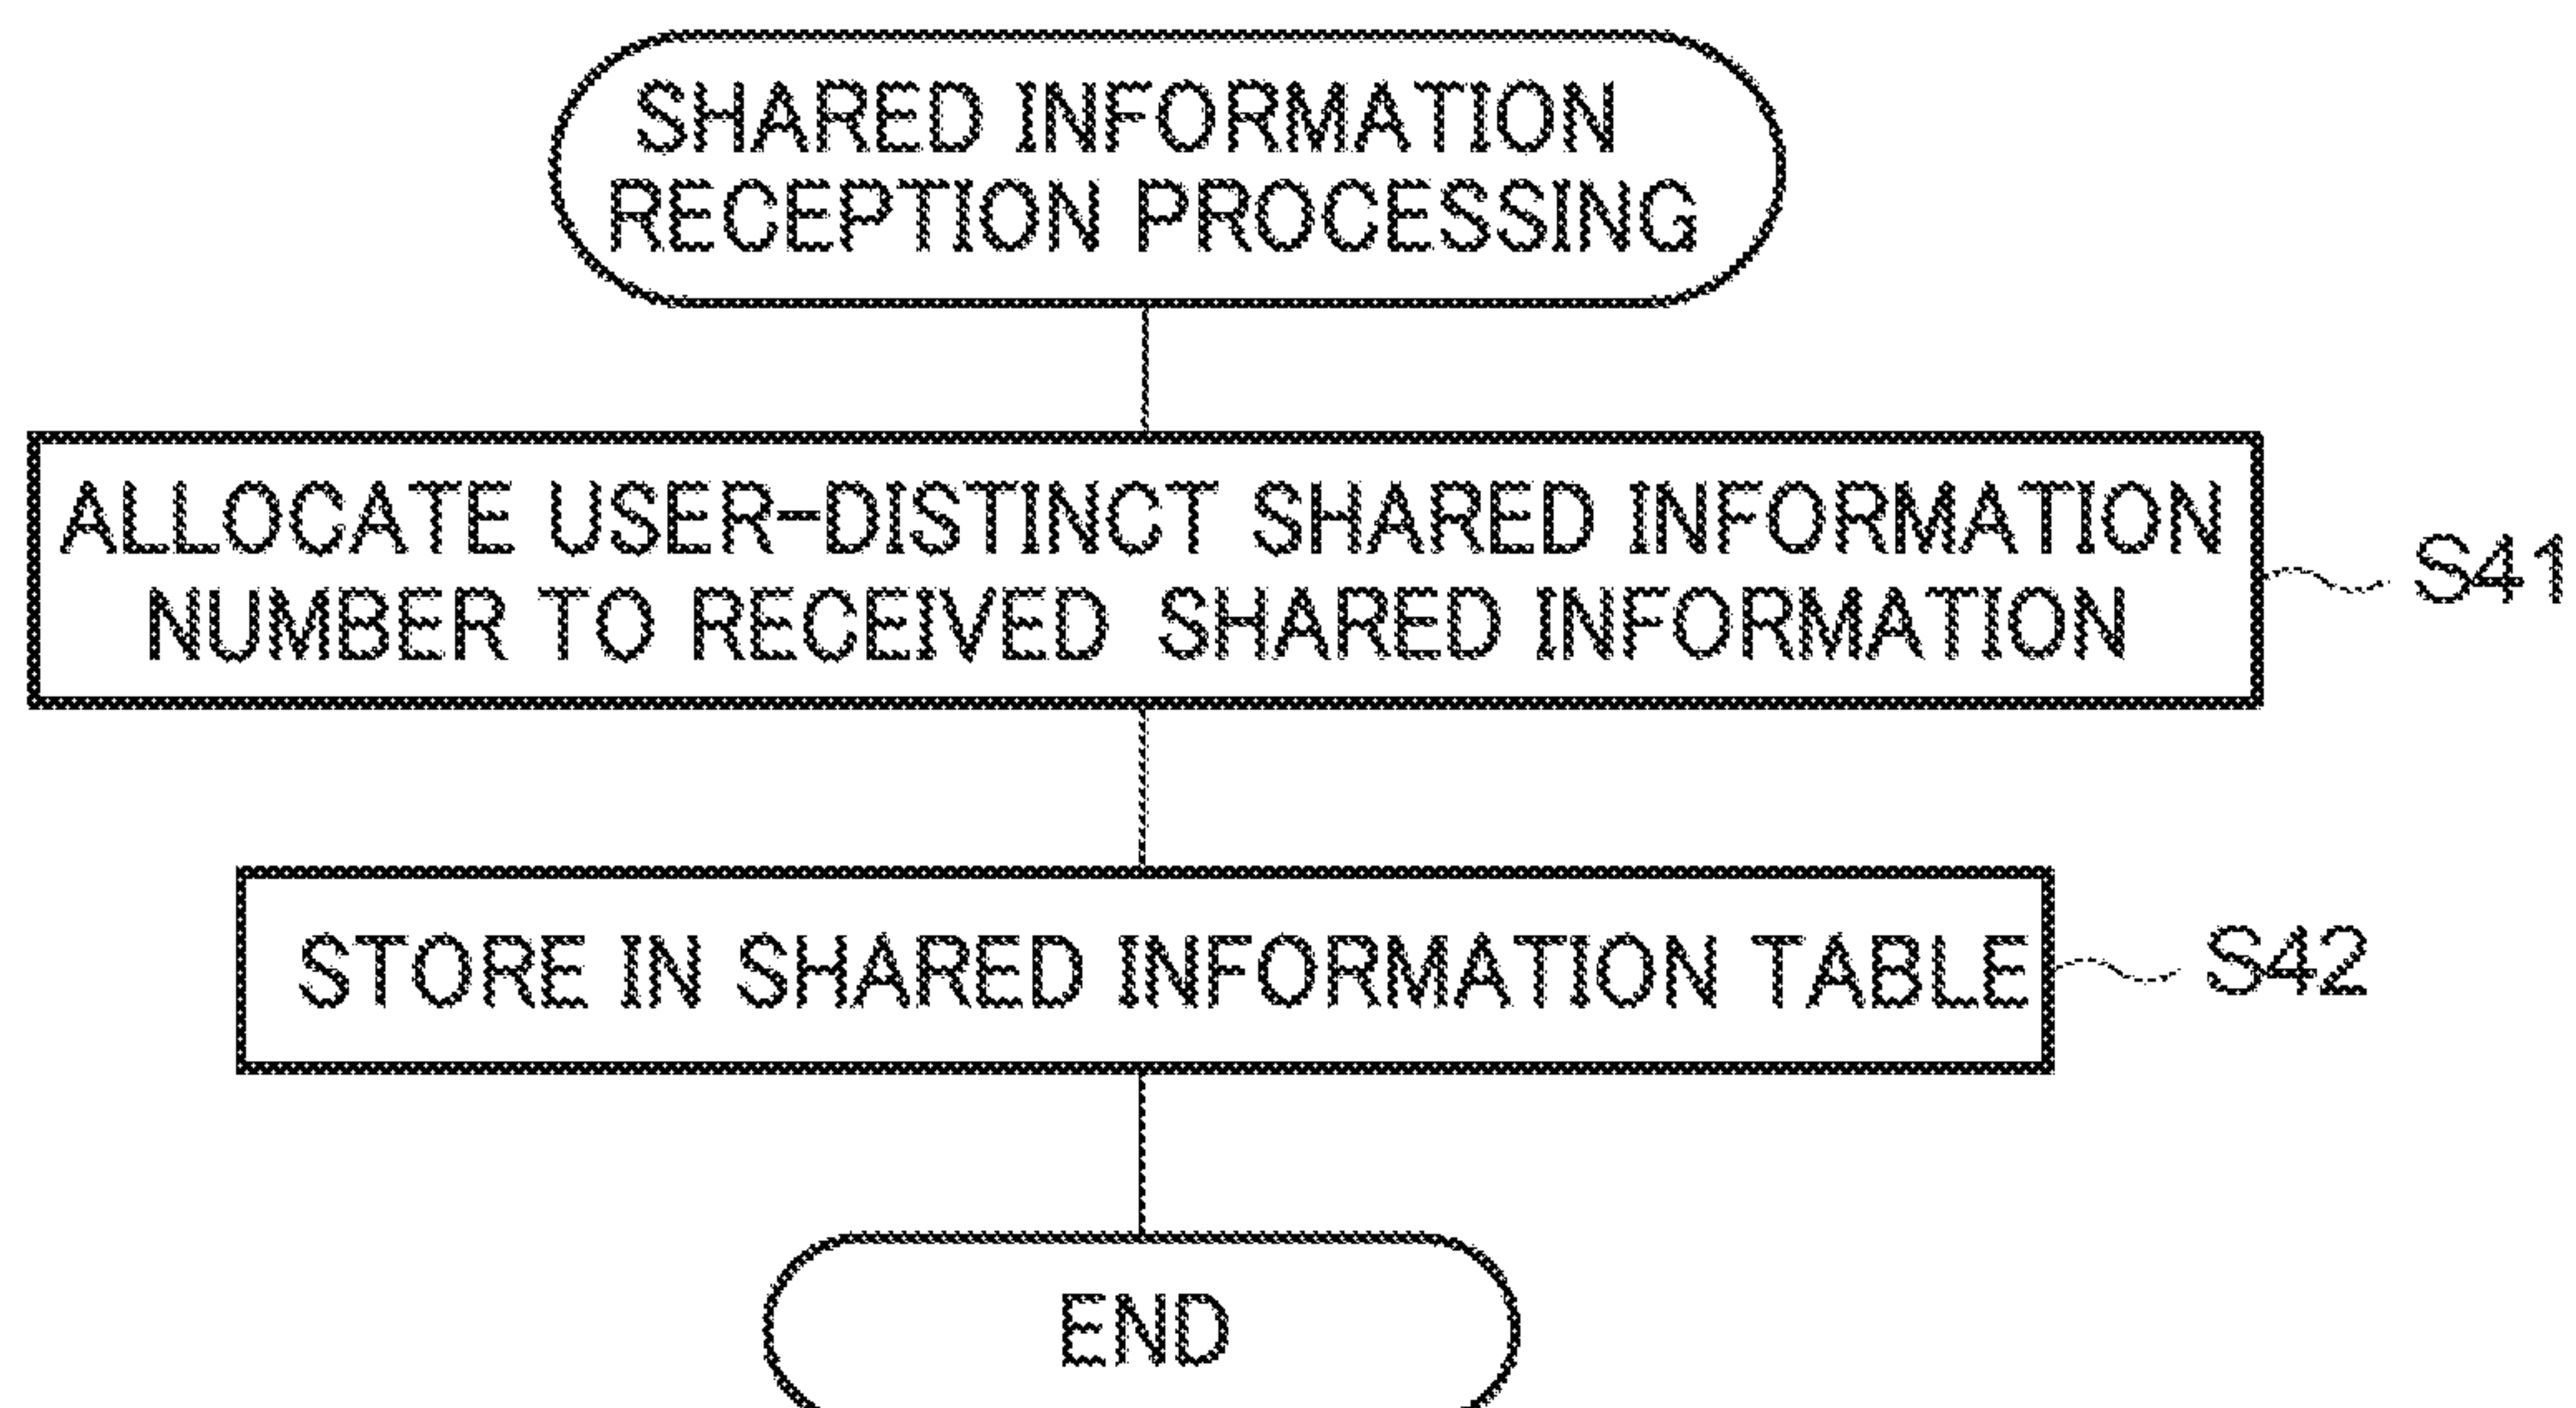 SHARED INFORMATION
RECEPTION PROCESSING
ALLOCATE USER-DISTINCT SHARED INFORMATION
NUMBER TO RECEIVED SHARED INFORMATION
S41
STORE IN SHARED INFORMATION TABLE
S42
END